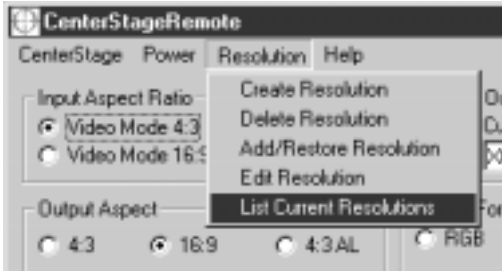 CenterStageRemote
CenterStage Power Resolution Help
Input Aspect Ratio
Video Mode 4:3
Video Mode 16:9
Create Resolution
Delete Resolution
Add/Restore Resolution
Edit Resolution
List Current Resolutions
Output Aspect
4:3 16:9 4:3 AL RGB